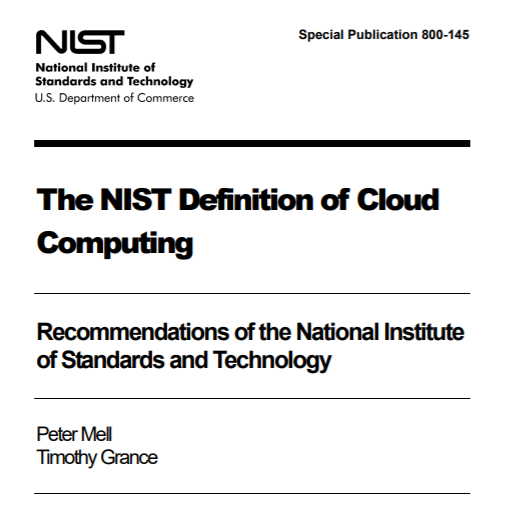 NIST
National Institute of
Standards and Technology
U.S. Department of Commerce
Special Publication 800-145
The NIST Definition of Cloud
Computing
Recommendations of the National Institute
of Standards and Technology
Peter Mell
Timothy Grance